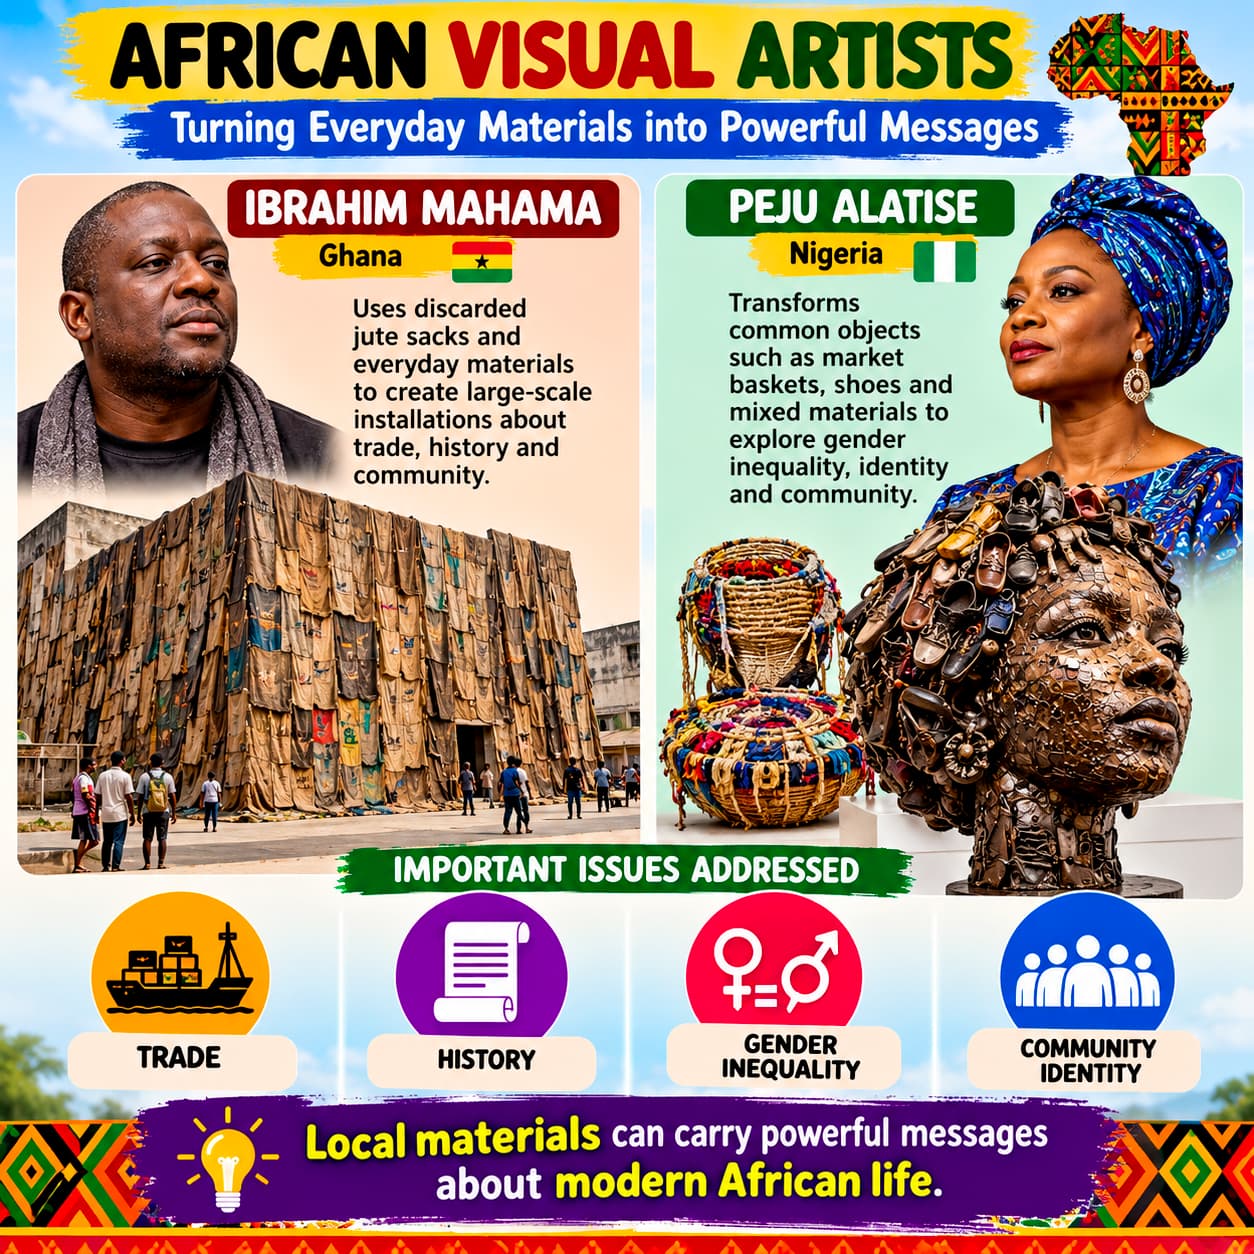 AFRICAN VISUAL ARTISTS
Turning Everyday Materials into Powerful Messages
IBRAHIM MAHAMA
Ghana
Uses discarded
jute sacks and
everyday materials
to create large-scale
installations about
trade, history and
community.
PEJU ALATISE
Nigeria
Transforms
common objects
such as market
baskets, shoes and
mixed materials to
explore gender
inequality, identity
and community.
IMPORTANT ISSUES ADDRESSED
TRADE
HISTORY
GENDER
INEQUALITY
COMMUNITY
IDENTITY
Local materials can carry powerful messages
about modern African life.